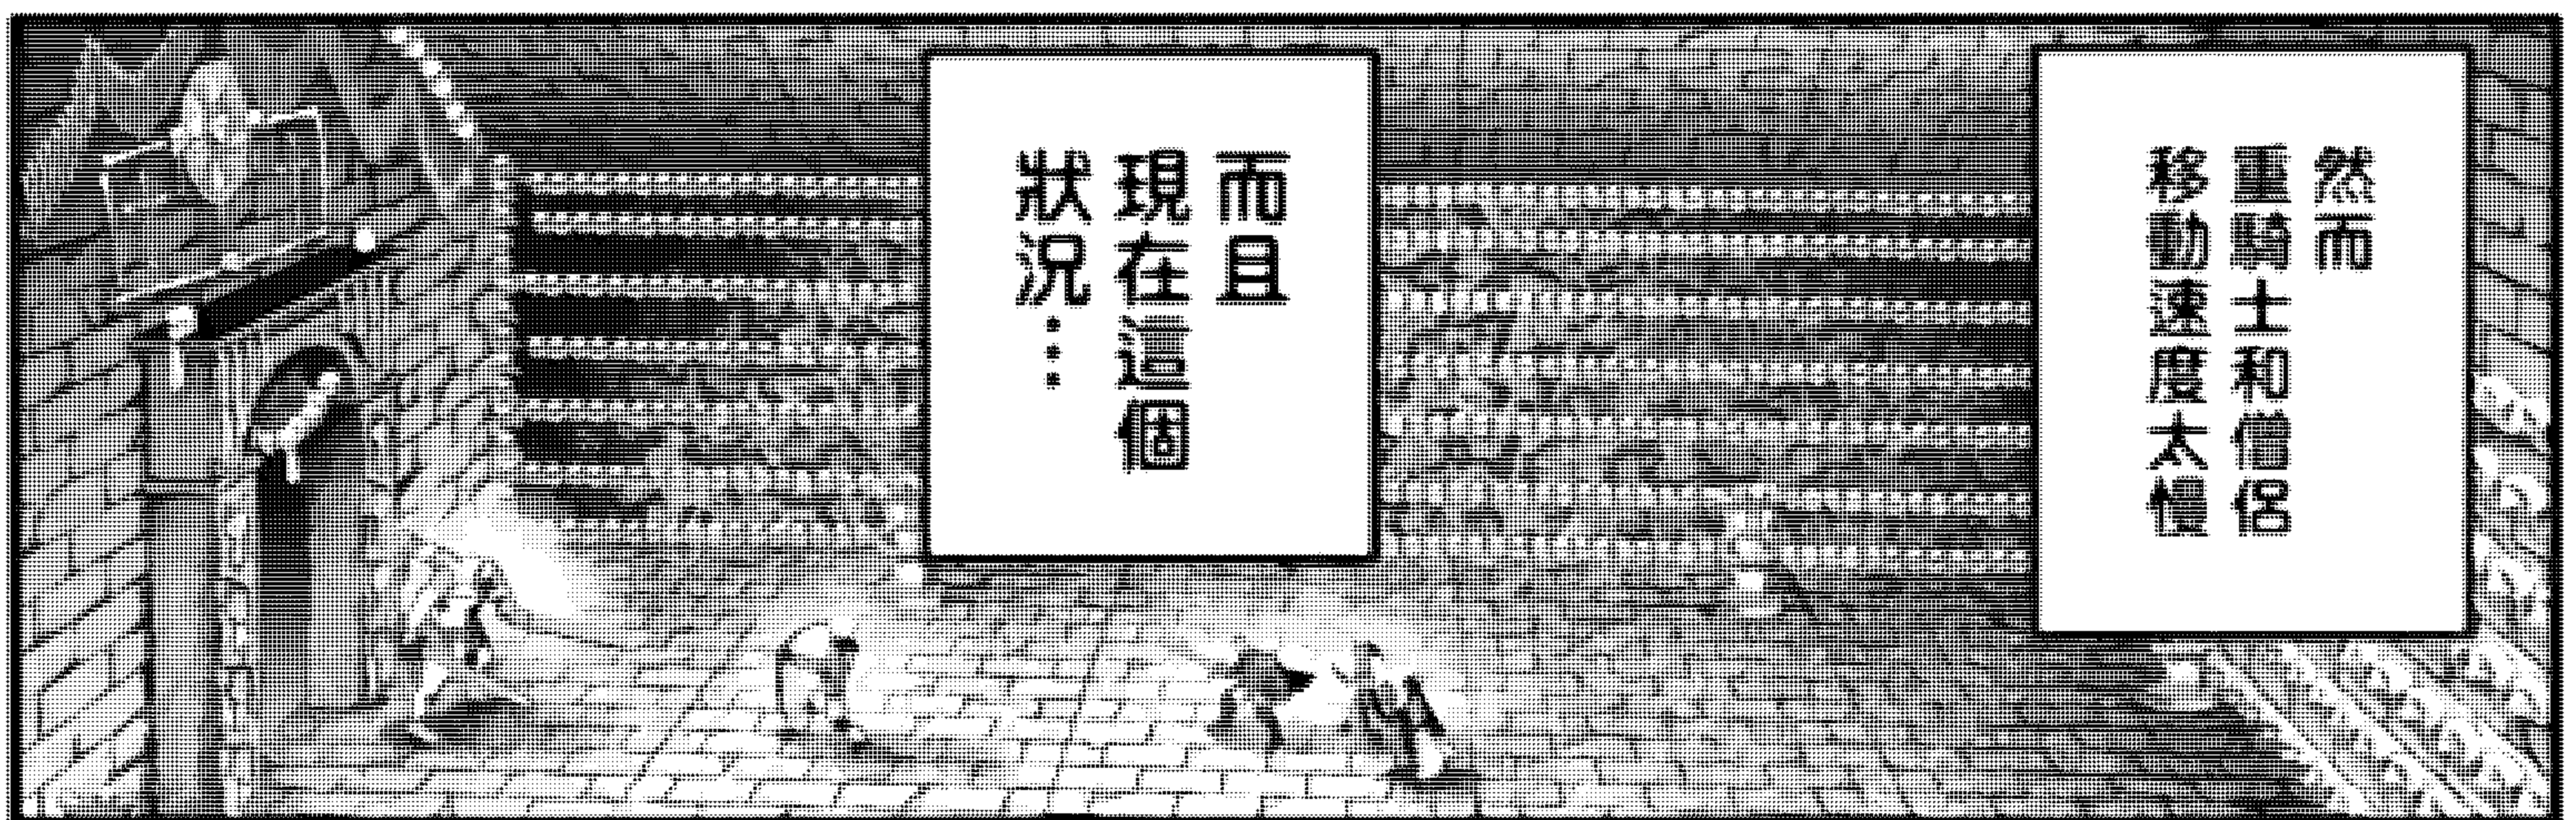 然而
重騎士和僧侶
移動速度太慢
而且
現在這個
狀況…